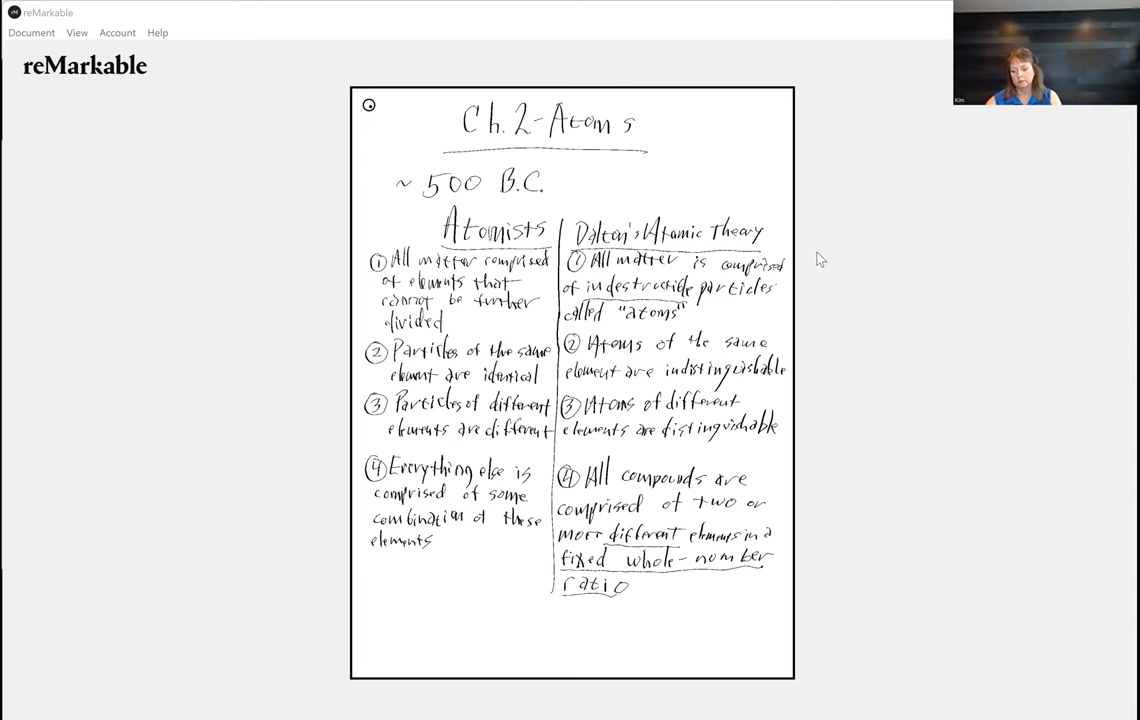 reMarkable
Document View Account Help
reMarkable
Kim
Ch. 2 - Atoms
~ 500 B.C.
Atomists
① All matter comprised
of elements that
cannot be further
divided
② Particles of the same
element are identical
③ Particles of different
elements are different
④ Everything else is
comprised of some
combination of these
elements
Dalton's Atomic Theory
① All matter is comprised
of indestructible particles
called "atoms"
② Atoms of the same
element are indistinguishable
③ Atoms of different
elements are distinguishable
④ All compounds are
comprised of two or
more different elements in a
fixed whole-number
ratio